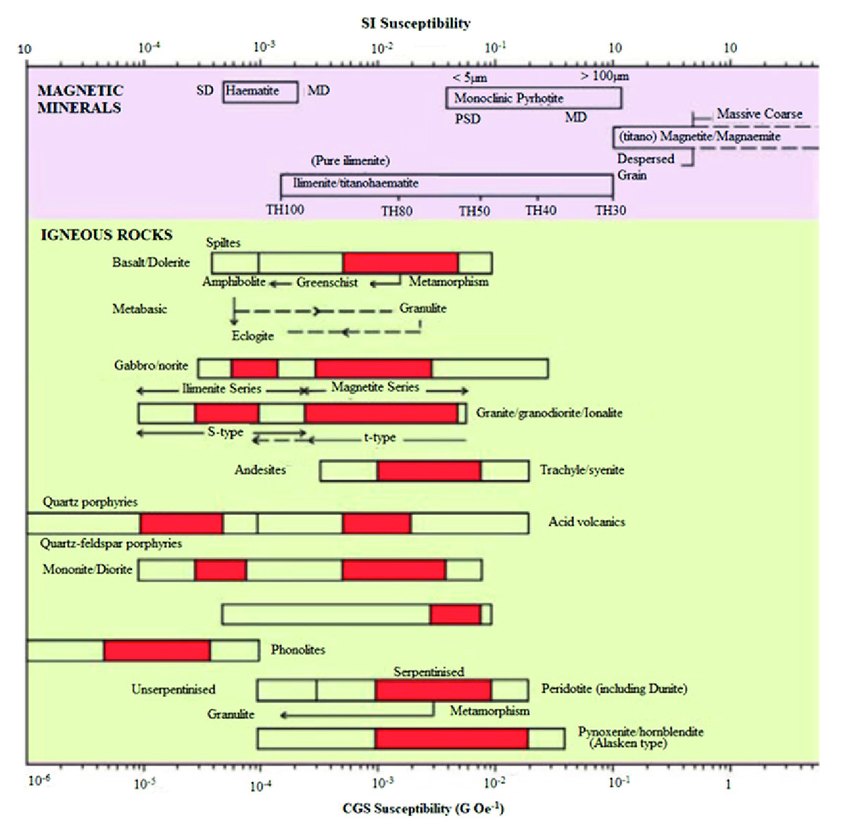 SI Susceptibility
10 10⁻⁴ 10⁻³ 10⁻² 10⁻¹ 10 10
MAGNETIC
MINERALS
SD Haematite MD
< 5μm > 100μm
Monoclinic Pyrhotite
PSD MD
Massive Coarse
(titano) Magnetite/Magnaemite
Despersed
Grain
(Pure ilimenite)
Ilimenite/titanohaematite
TH100 TH80 TH50 TH40 TH30
IGNEOUS ROCKS
Spiltes
Basalt/Dolerite
Amphibolite Greenschist Metamorphism
Metabasic Granulite
Eclogite
Gabbro/norite
Ilimenite Series Magnetite Series
Granite/granodiorite/Ionalite
S-type t-type
Andesites Trachyle/syenite
Quartz porphyries
Acid volcanics
Quartz-feldspar porphyries
Mononite/Diorite
Phonolites
Serpentinised
Unserpentinised Peridotite (including Dunite)
Granulite Metamorphism
Pynoxenite/hornblendite
(Alasken type)
10⁻⁶ 10⁻⁵ 10⁻⁴ 10⁻³ 10⁻² 10⁻¹ 1
CGS Susceptibility (G Oe⁻¹)